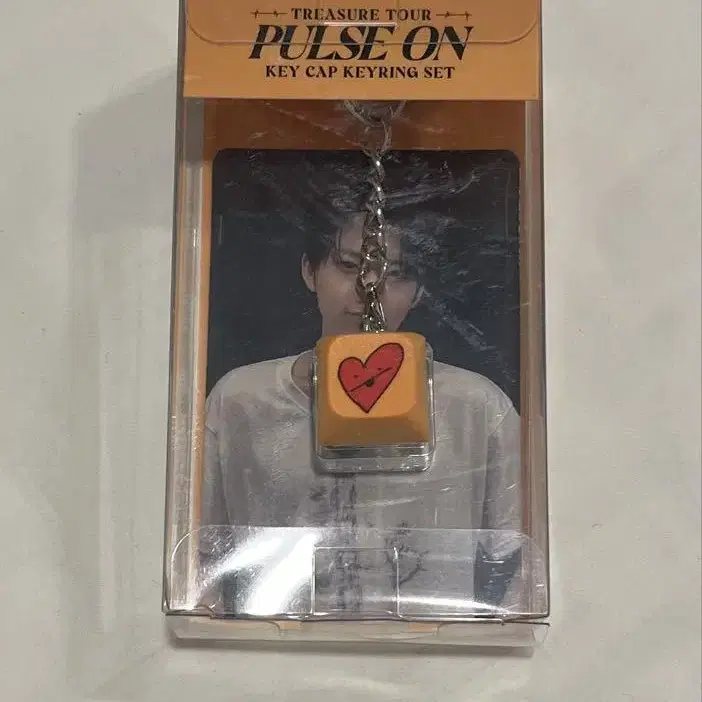 TREASURE TOUR
PULSE ON
KEY CAP KEYRING SET